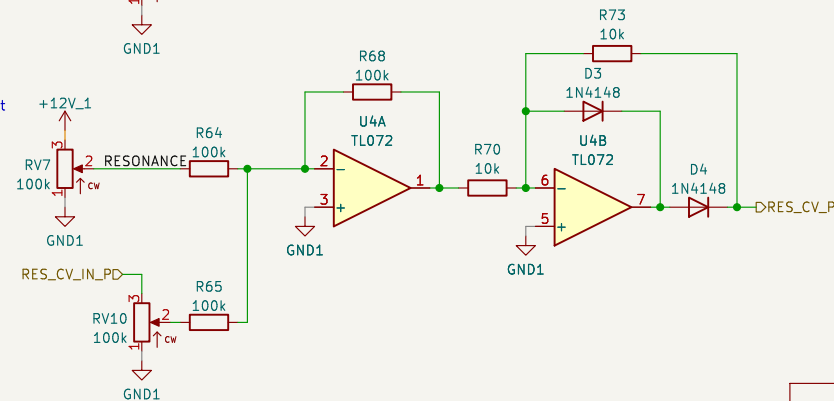 1
GND1
t
+12V_1
3
RV7
100k
2
RESONANCE
cw
1
GND1
R64
100k
RES_CV_IN_P
3
RV10
100k
2
cw
1
GND1
R65
100k
R68
100k
U4A
TL072
2
−
3
+
1
GND1
R70
10k
R73
10k
D3
1N4148
U4B
TL072
6
−
5
+
7
GND1
D4
1N4148
RES_CV_P